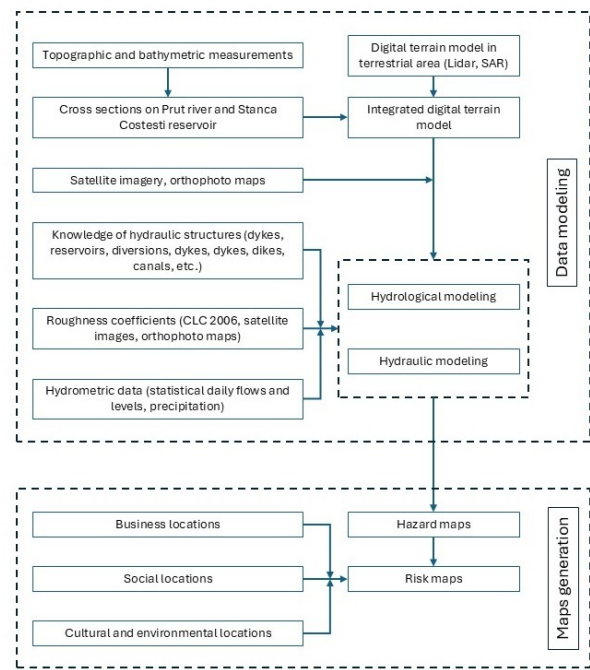 Topographic and bathymetric measurements
Digital terrain model in
terrestrial area (Lidar, SAR)
Cross sections on Prut river and Stanca
Costesti reservoir
Integrated digital terrain
model
Satellite imagery, orthophoto maps
Data modeling
Knowledge of hydraulic structures (dykes,
reservoirs, diversions, dykes, dykes, dikes,
canals, etc.)
Hydrological modeling
Roughness coefficients (CLC 2006, satellite
images, orthophoto maps)
Hydraulic modeling
Hydrometric data (statistical daily flows and
levels, precipitation)
Business locations
Hazard maps
Social locations
Risk maps
Cultural and environmental locations
Maps generation